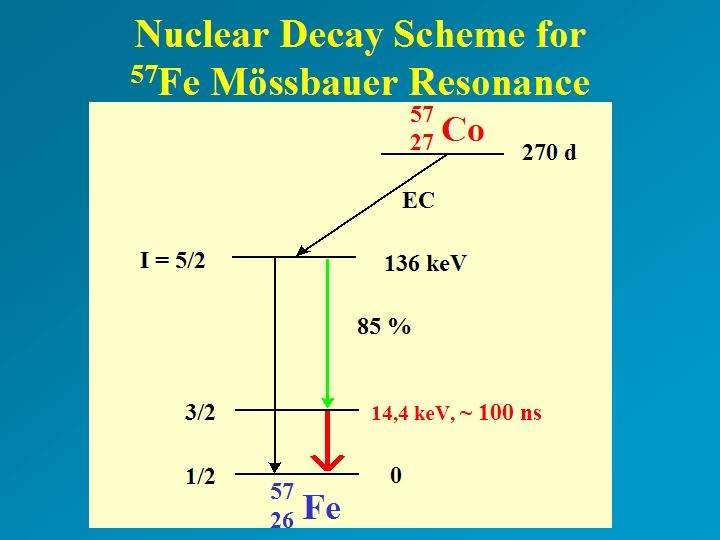 Nuclear Decay Scheme for
57Fe Mössbauer Resonance
57
27 Co
270 d
EC
I = 5/2
136 keV
85 %
3/2
14,4 keV, ~ 100 ns
1/2
0
57
26 Fe